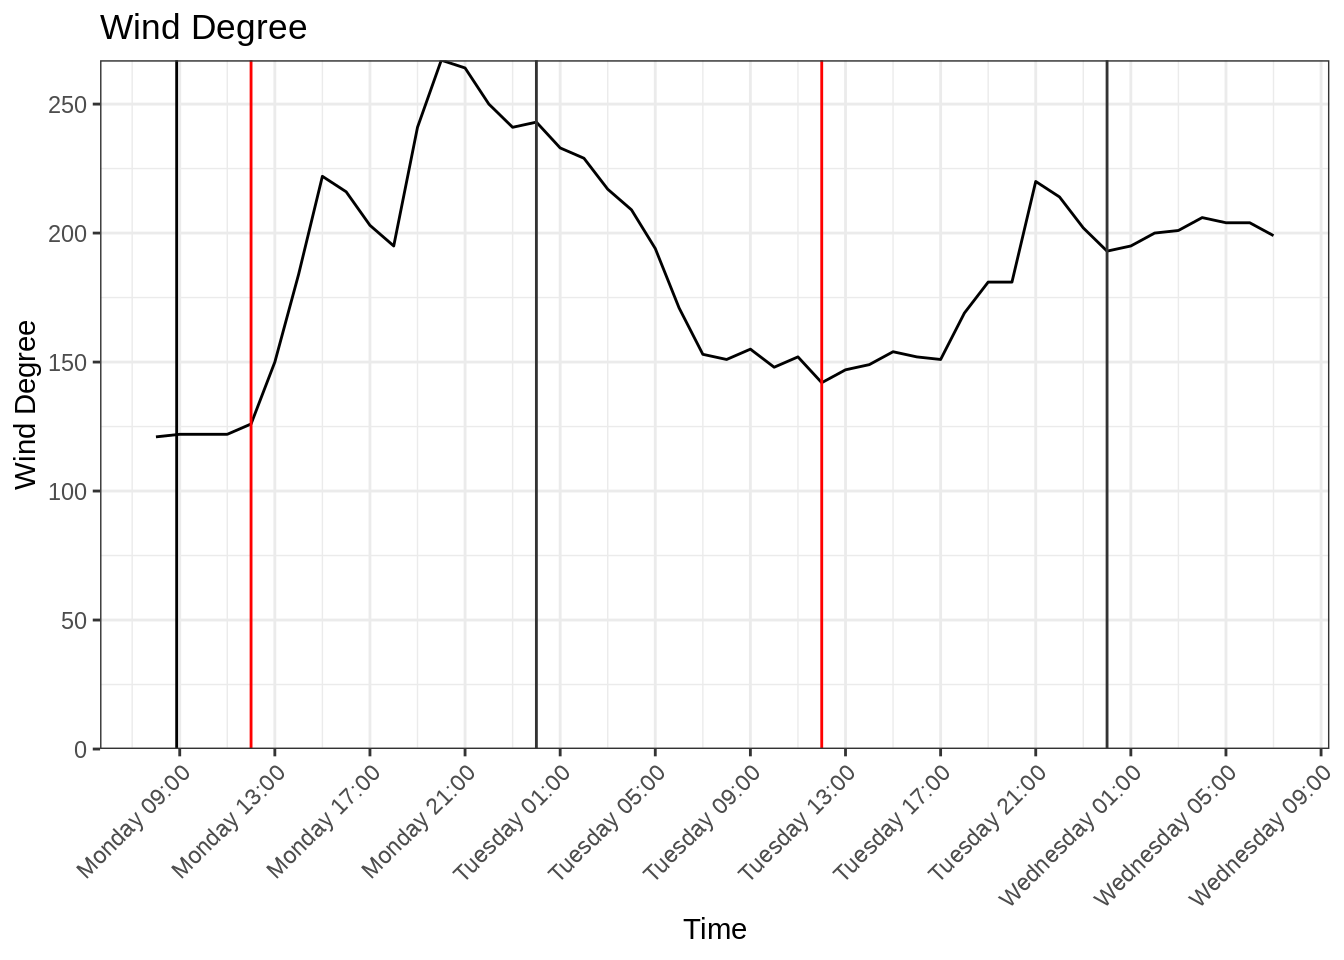 Wind Degree
Wind Degree
250
200
150
100
50
0
Monday 09:00
Monday 13:00
Monday 17:00
Monday 21:00
Tuesday 01:00
Tuesday 05:00
Tuesday 09:00
Tuesday 13:00
Tuesday 17:00
Tuesday 21:00
Wednesday 01:00
Wednesday 05:00
Wednesday 09:00
Time